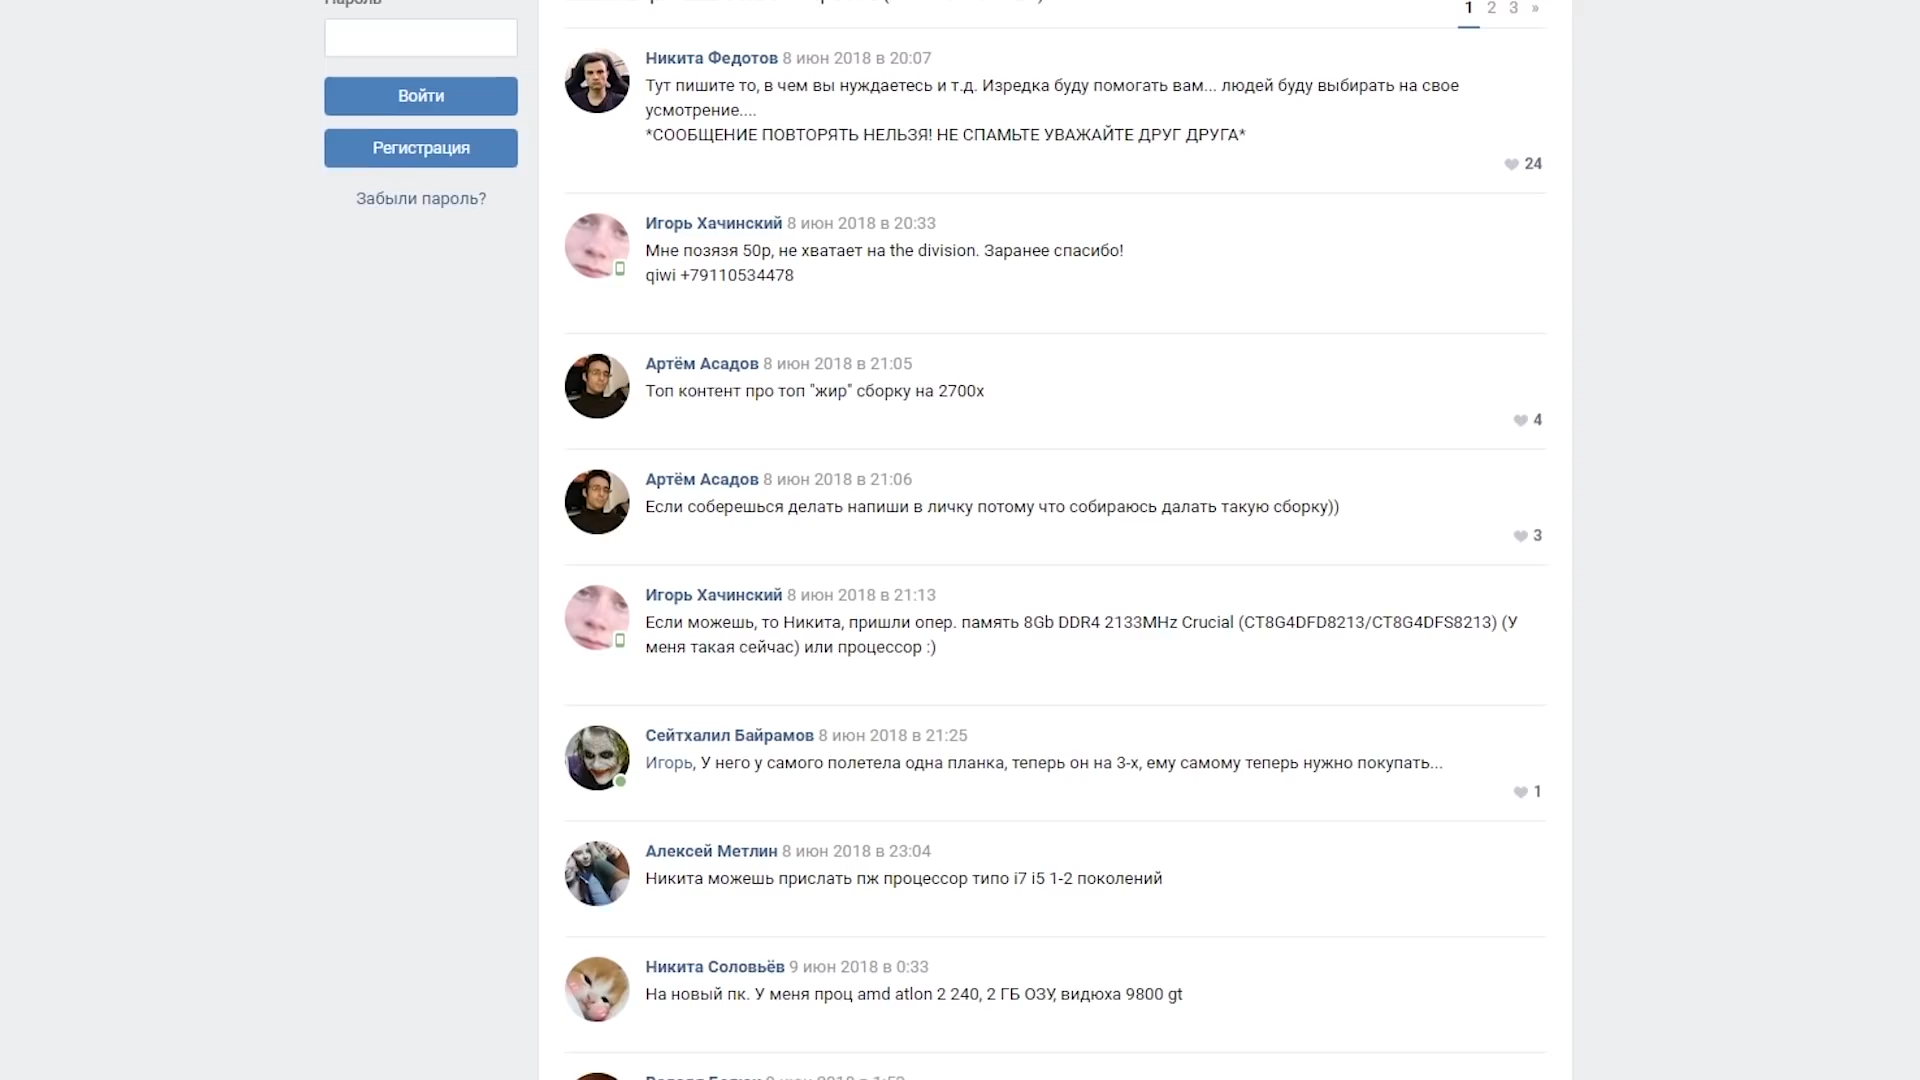 Пароль
Войти
Регистрация
Забыли пароль?
1 2 3 »
Никита Федотов 8 июн 2018 в 20:07
Тут пишите то, в чем вы нуждаетесь и т.д. Изредка буду помогать вам... людей буду выбирать на свое
усмотрение....
*СООБЩЕНИЕ ПОВТОРЯТЬ НЕЛЬЗЯ! НЕ СПАМЬТЕ УВАЖАЙТЕ ДРУГ ДРУГА*
24
Игорь Хачинский 8 июн 2018 в 20:33
Мне позязя 50р, не хватает на the division. Заранее спасибо!
qiwi +79110534478
Артём Асадов 8 июн 2018 в 21:05
Топ контент про топ "жир" сборку на 2700х
4
Артём Асадов 8 июн 2018 в 21:06
Если соберешься делать напиши в личку потому что собираюсь далать такую сборку))
3
Игорь Хачинский 8 июн 2018 в 21:13
Если можешь, то Никита, пришли опер. память 8Gb DDR4 2133MHz Crucial (CT8G4DFD8213/CT8G4DFS8213) (У
меня такая сейчас) или процессор :)
Сейтхалил Байрамов 8 июн 2018 в 21:25
Игорь, У него у самого полетела одна планка, теперь он на 3-х, ему самому теперь нужно покупать...
1
Алексей Метлин 8 июн 2018 в 23:04
Никита можешь прислать пж процессор типо i7 i5 1-2 поколений
Никита Соловьёв 9 июн 2018 в 0:33
На новый пк. У меня проц amd atlon 2 240, 2 ГБ ОЗУ, видюха 9800 gt